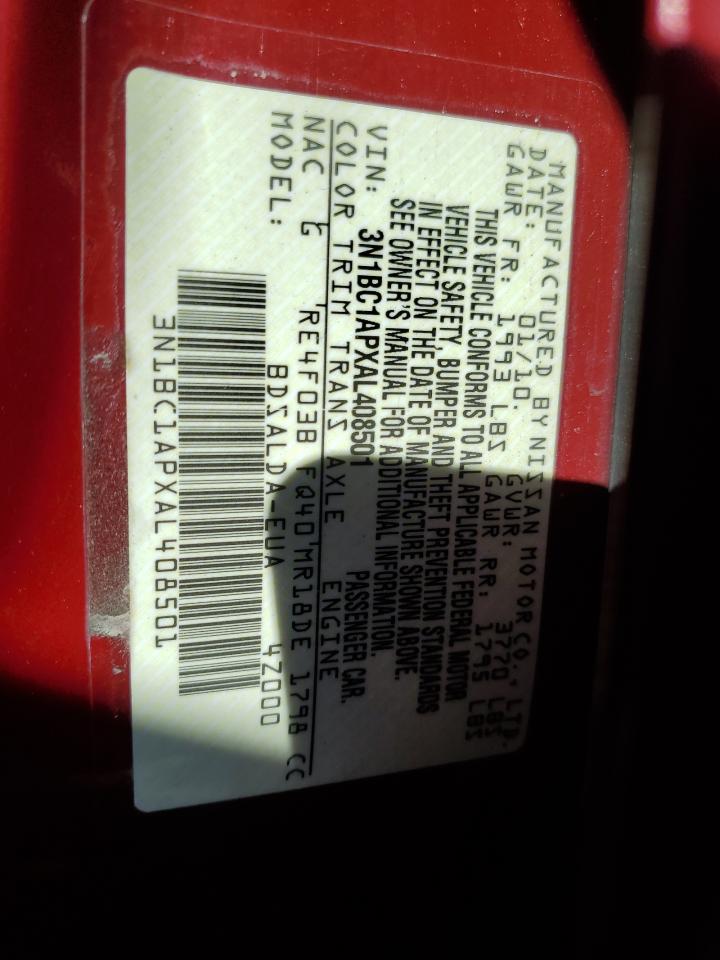 MANUFACTURED BY NISSAN MOTOR CO., LTD.
DATE: 01/10. GVWR: 3770 LBS
GAWR FR: 1993 LBS GAWR RR: 1795 LBS
THIS VEHICLE CONFORMS TO ALL APPLICABLE FEDERAL MOTOR
VEHICLE SAFETY, BUMPER AND THEFT PREVENTION STANDARDS
IN EFFECT ON THE DATE OF MANUFACTURE SHOWN ABOVE.
SEE OWNER'S MANUAL FOR ADDITIONAL INFORMATION.
VIN: 3N1BC1APXAL408501 PASSENGER CAR.
COLOR TRIM TRANS AXLE ENGINE
NAC G RE4F03B FQ40 MR18DE 1798 CC
MODEL: BDSALDA-EUA 4Z000
3N1BC1APXAL408501